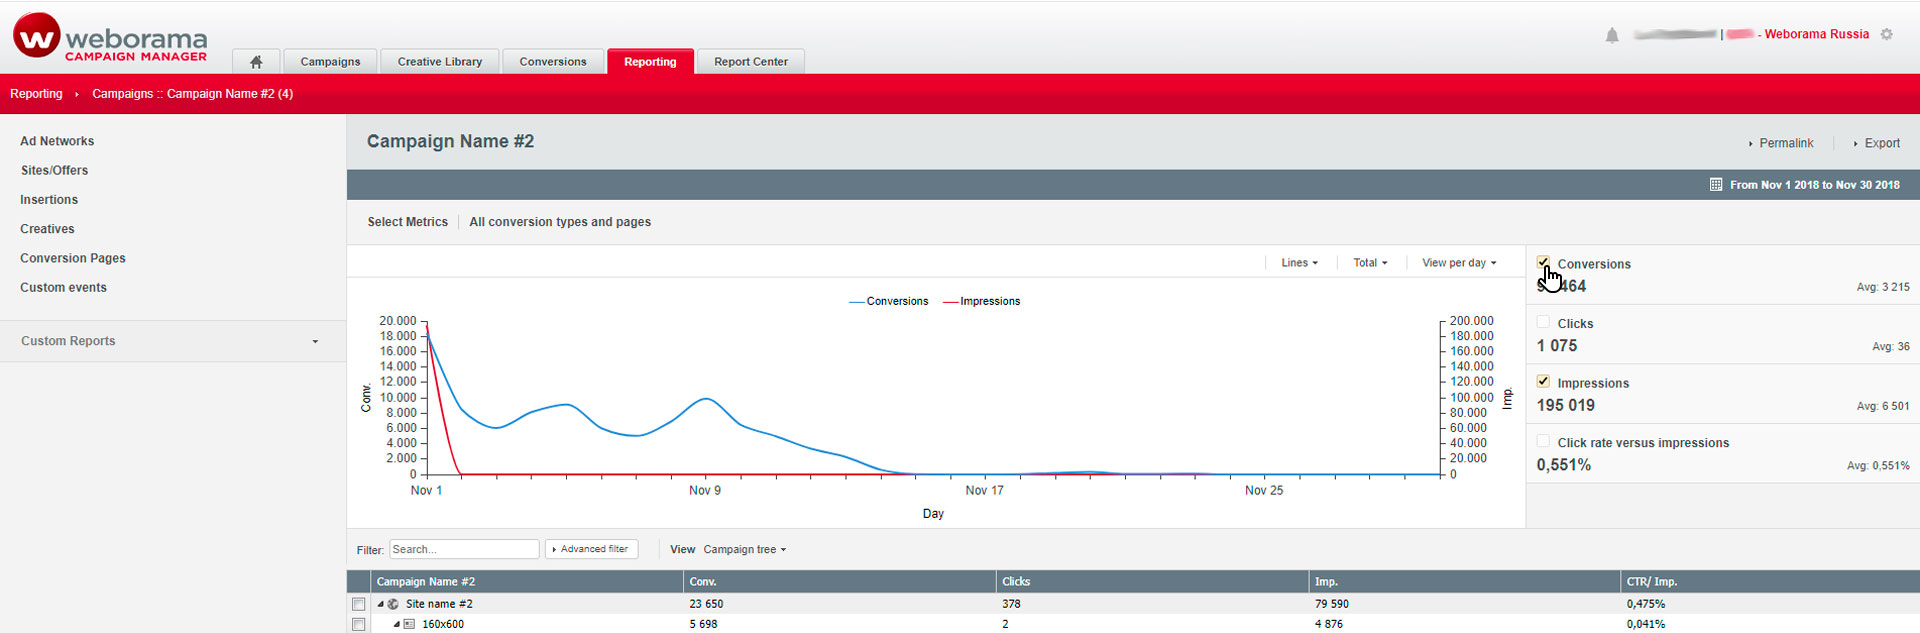 weborama
CAMPAIGN MANAGER
Campaigns
Creative Library
Conversions
Reporting
Report Center
| - Weborama Russia
Reporting
Campaigns :: Campaign Name #2 (4)
Ad Networks
Sites/Offers
Insertions
Creatives
Conversion Pages
Custom events
Custom Reports
Campaign Name #2
Permalink
Export
From Nov 1 2018 to Nov 30 2018
Select Metrics
All conversion types and pages
Lines
Total
View per day
Conversions
Impressions
20.000
18.000
16.000
14.000
12.000
10.000
8.000
6.000
4.000
2.000
0
Conv.
200.000
180.000
160.000
140.000
120.000
100.000
80.000
60.000
40.000
20.000
0
Imp.
Nov 1
Nov 9
Nov 17
Nov 25
Day
Conversions
464
Avg: 3 215
Clicks
1 075
Avg: 36
Impressions
195 019
Avg: 6 501
Click rate versus impressions
0,551%
Avg: 0,551%
Filter:
Search...
Advanced filter
View Campaign tree
Campaign Name #2 Conv. Clicks Imp. CTR/ Imp.
Site name #2 23 650 378 79 590 0,475%
160x600 5 698 2 4 876 0,041%